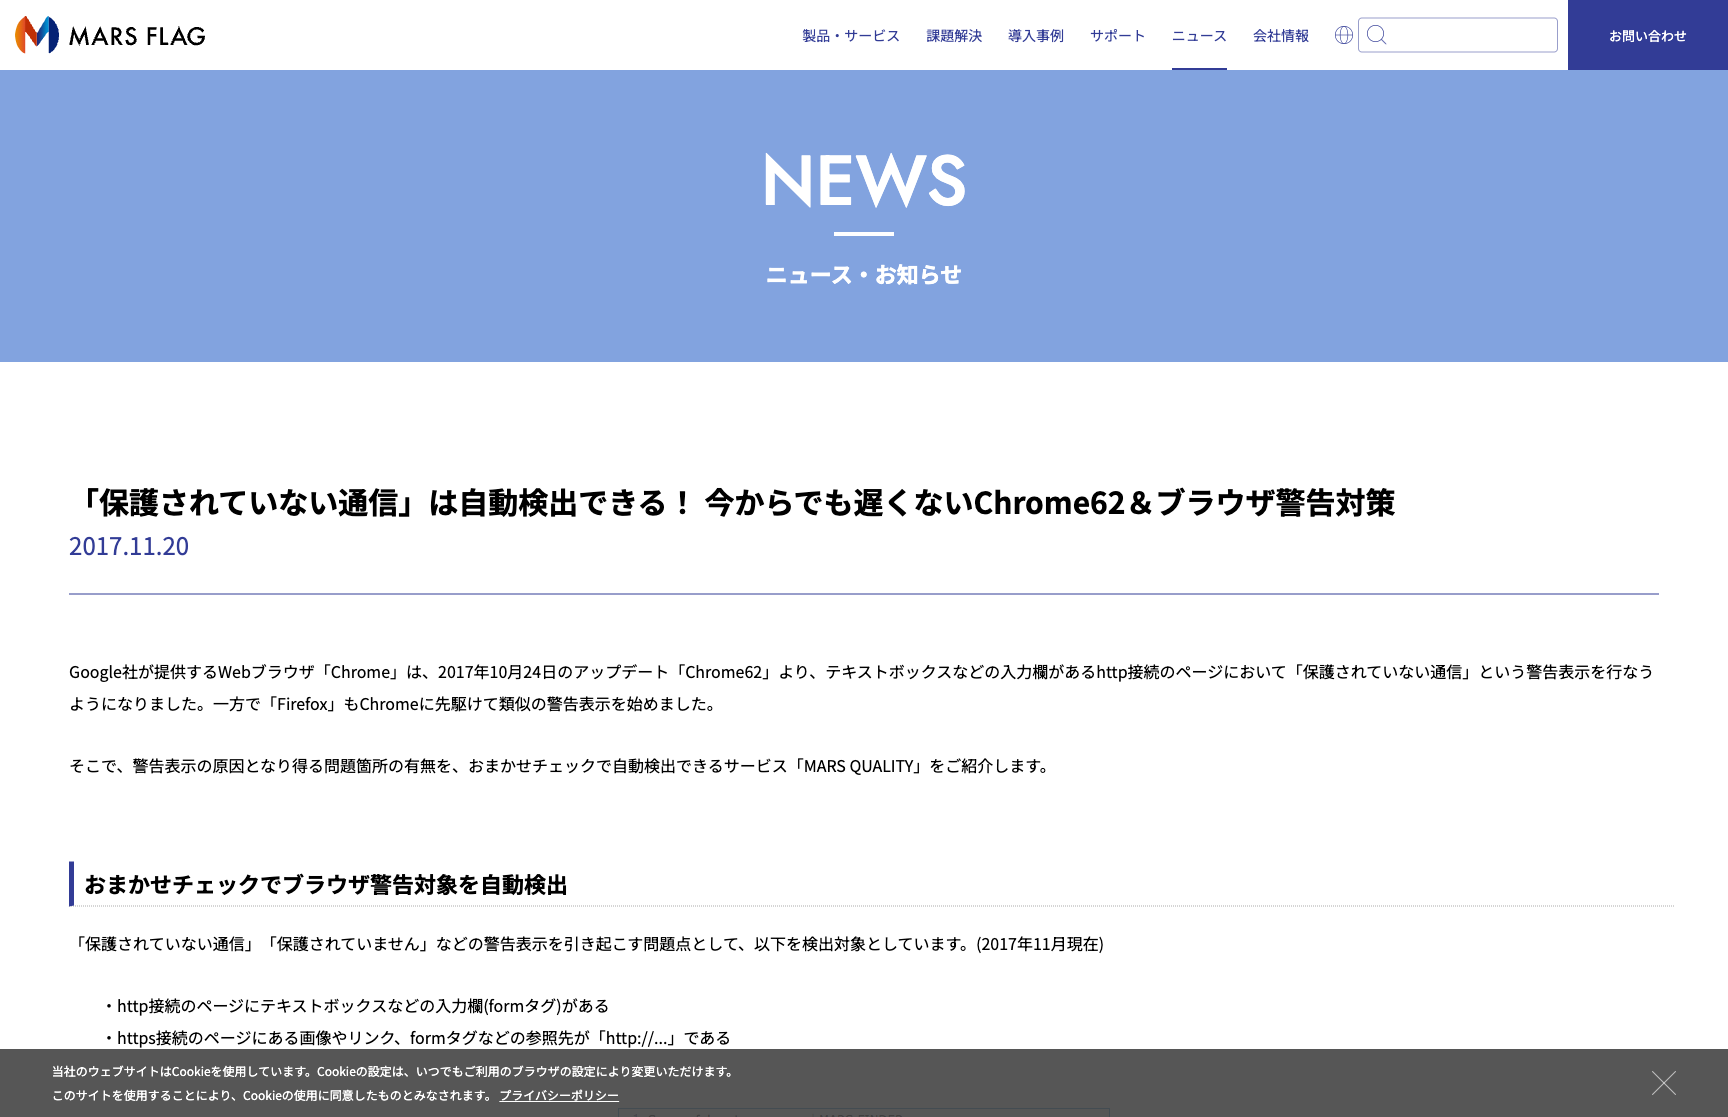 MARS FLAG
製品・サービス 課題解決 導入事例 サポート ニュース 会社情報 お問い合わせ
NEWS
ニュース・お知らせ
「保護されていない通信」は自動検出できる！ 今からでも遅くないChrome62＆ブラウザ警告対策
2017.11.20
Google社が提供するWebブラウザ「Chrome」は、2017年10月24日のアップデート「Chrome62」より、テキストボックスなどの入力欄があるhttp接続のページにおいて「保護されていない通信」という警告表示を行なう
ようになりました。一方で「Firefox」もChromeに先駆けて類似の警告表示を始めました。
そこで、警告表示の原因となり得る問題箇所の有無を、おまかせチェックで自動検出できるサービス「MARS QUALITY」をご紹介します。
おまかせチェックでブラウザ警告対象を自動検出
「保護されていない通信」「保護されていません」などの警告表示を引き起こす問題点として、以下を検出対象としています。(2017年11月現在)
・http接続のページにテキストボックスなどの入力欄(formタグ)がある
・https接続のページにある画像やリンク、formタグなどの参照先が「http://...」である
当社のウェブサイトはCookieを使用しています。Cookieの設定は、いつでもご利用のブラウザの設定により変更いただけます。
このサイトを使用することにより、Cookieの使用に同意したものとみなされます。 プライバシーポリシー